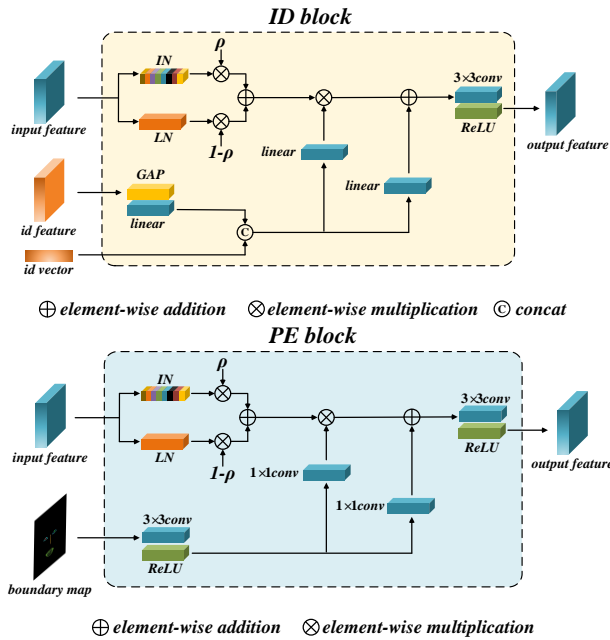 ID block
ρ
IN
3×3conv
input feature
LN
ReLU
output feature
1-ρ
linear
GAP
linear
id feature
linear
C
id vector
element-wise addition
element-wise multiplication
C concat
PE block
ρ
IN
3×3conv
input feature
LN
ReLU
output feature
1-ρ
1×1conv
3×3conv
1×1conv
ReLU
boundary map
element-wise addition
element-wise multiplication